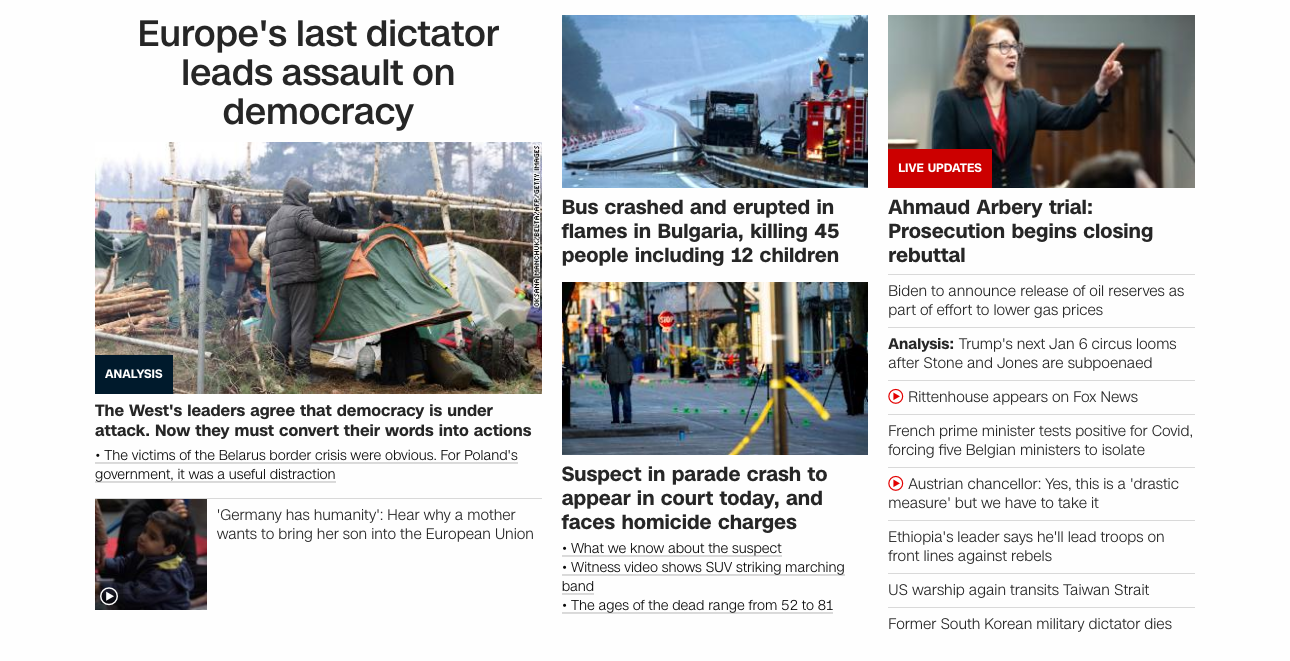 Europe's last dictator
leads assault on
democracy
OKSANA MANCHUK/BELTA/AFP/GETTY IMAGES
ANALYSIS
The West's leaders agree that democracy is under
attack. Now they must convert their words into actions
• The victims of the Belarus border crisis were obvious. For Poland's
government, it was a useful distraction
'Germany has humanity': Hear why a mother
wants to bring her son into the European Union
Bus crashed and erupted in
flames in Bulgaria, killing 45
people including 12 children
STOP
Suspect in parade crash to
appear in court today, and
faces homicide charges
• What we know about the suspect
• Witness video shows SUV striking marching
band
• The ages of the dead range from 52 to 81
LIVE UPDATES
Ahmaud Arbery trial:
Prosecution begins closing
rebuttal
Biden to announce release of oil reserves as
part of effort to lower gas prices
Analysis: Trump's next Jan 6 circus looms
after Stone and Jones are subpoenaed
Rittenhouse appears on Fox News
French prime minister tests positive for Covid,
forcing five Belgian ministers to isolate
Austrian chancellor: Yes, this is a 'drastic
measure' but we have to take it
Ethiopia's leader says he'll lead troops on
front lines against rebels
US warship again transits Taiwan Strait
Former South Korean military dictator dies